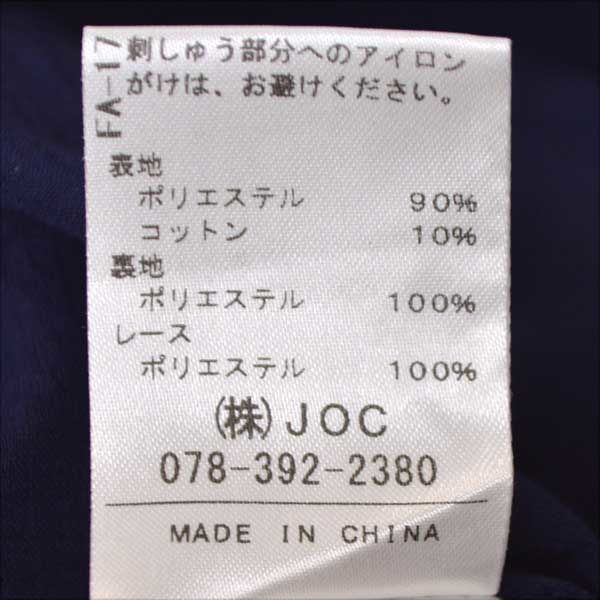 FA-17
刺しゅう部分へのアイロン
がけは、お避けください。
表地
ポリエステル 90%
コットン 10%
裏地
ポリエステル 100%
レース
ポリエステル 100%
(株)JOC
078-392-2380
MADE IN CHINA